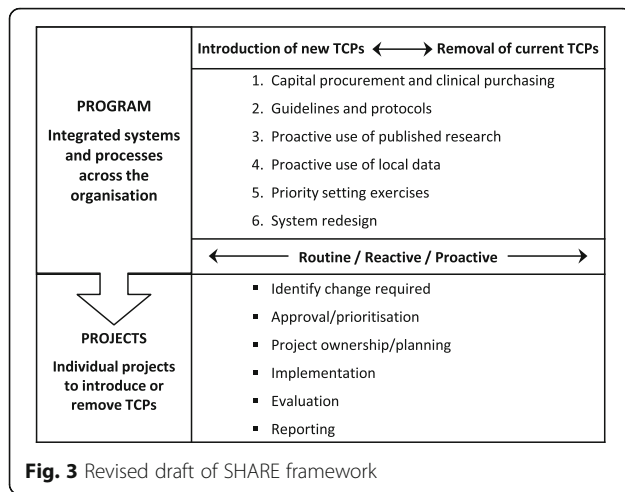 Introduction of new TCPs ⟷ Removal of current TCPs
PROGRAM
Integrated systems
and processes
across the
organisation
1. Capital procurement and clinical purchasing
2. Guidelines and protocols
3. Proactive use of published research
4. Proactive use of local data
5. Priority setting exercises
6. System redesign
Routine / Reactive / Proactive
PROJECTS
Individual projects
to introduce or
remove TCPs
▪ Identify change required
▪ Approval/prioritisation
▪ Project ownership/planning
▪ Implementation
▪ Evaluation
▪ Reporting
Fig. 3 Revised draft of SHARE framework